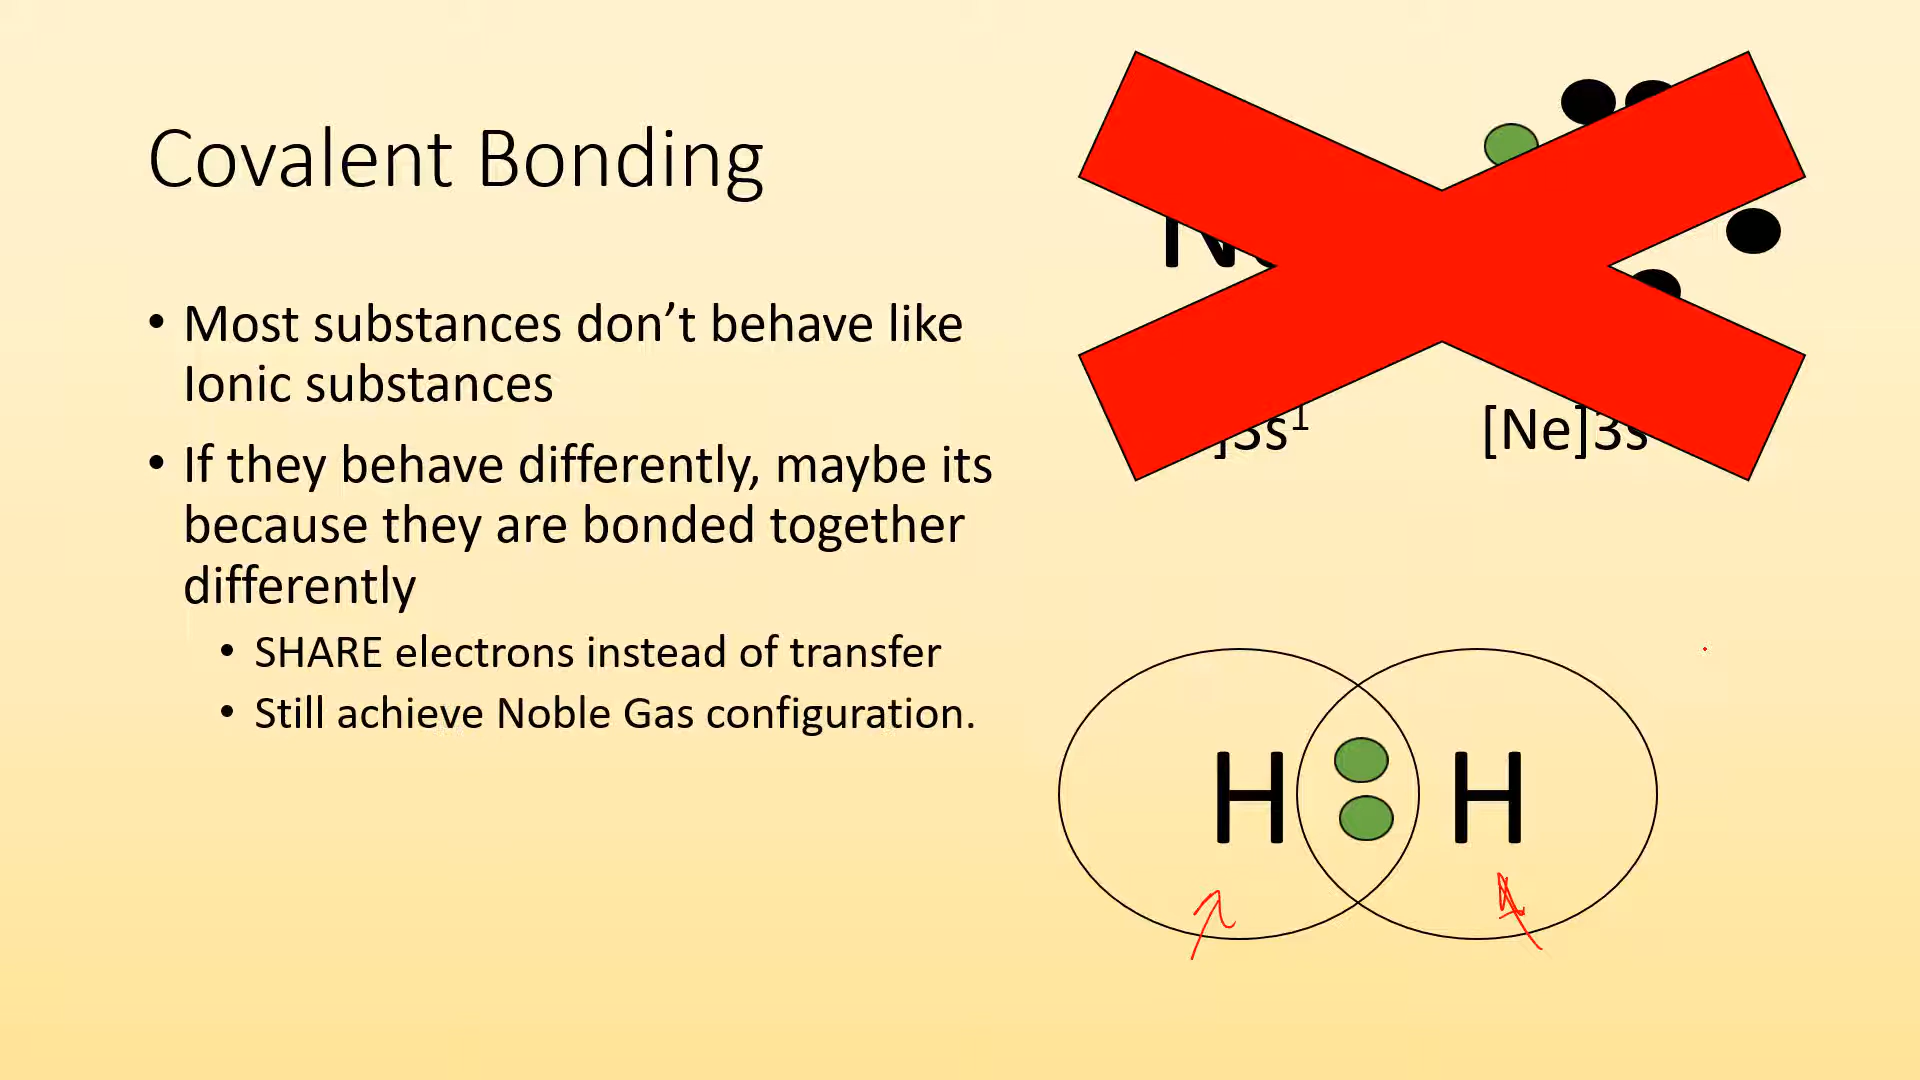 Covalent Bonding
• Most substances don’t behave like
Ionic substances
• If they behave differently, maybe its
because they are bonded together
differently
• SHARE electrons instead of transfer
• Still achieve Noble Gas configuration.
]3s¹
[Ne]3s
H H